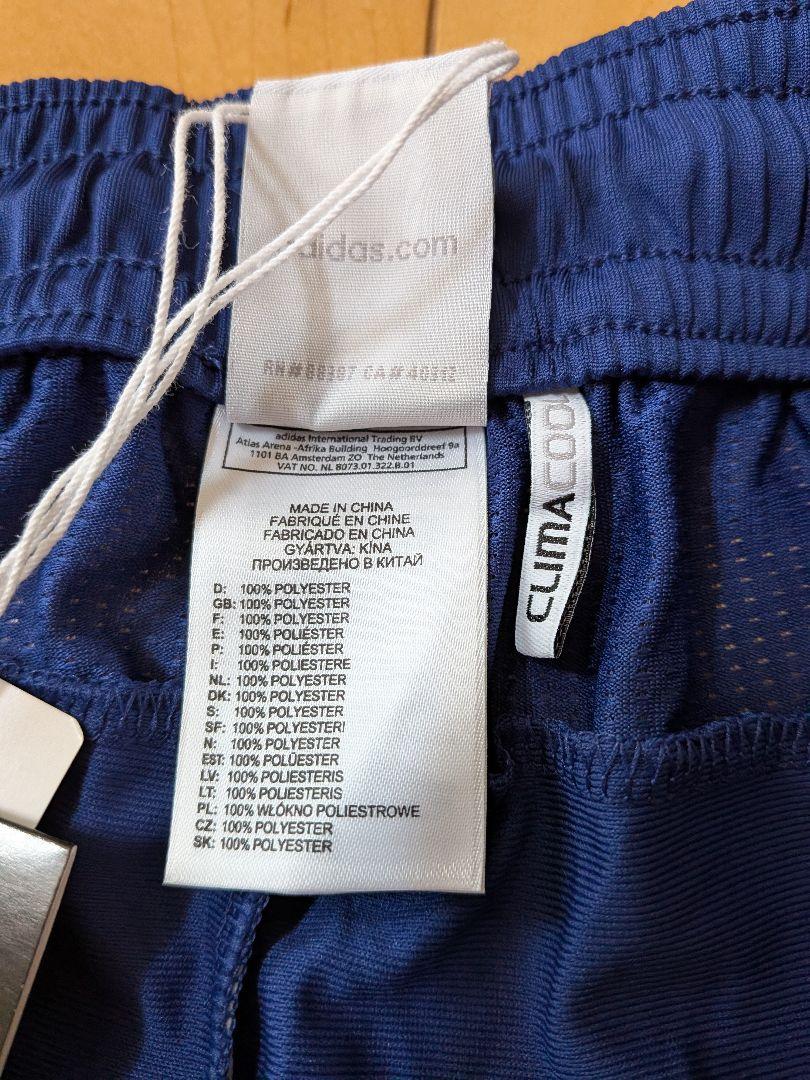 adidas.com
RN# 88387 CA# 40312
adidas International Trading BV
Atlas Arena -Afrika Building Hoogoorddreef 9a
1101 BA Amsterdam ZO The Netherlands
VAT NO. NL 8073.01.322.B.01
MADE IN CHINA
FABRIQUÉ EN CHINE
FABRICADO EN CHINA
GYÁRTVA: KÍNA
ПРОИЗВЕДЕНО В КИТАЙ
D: 100% POLYESTER
GB: 100% POLYESTER
F: 100% POLYESTER
E: 100% POLIÉSTER
P: 100% POLIÉSTER
I: 100% POLIESTERE
NL: 100% POLYESTER
DK: 100% POLYESTER
S: 100% POLYESTER
SF: 100% POLYESTERI
N: 100% POLYESTER
EST: 100% POLÜESTER
LV: 100% POLIESTERIS
LT: 100% POLIESTERIS
PL: 100% WŁÓKNO POLIESTROWE
CZ: 100% POLYESTER
SK: 100% POLYESTER
CLIMACOOL